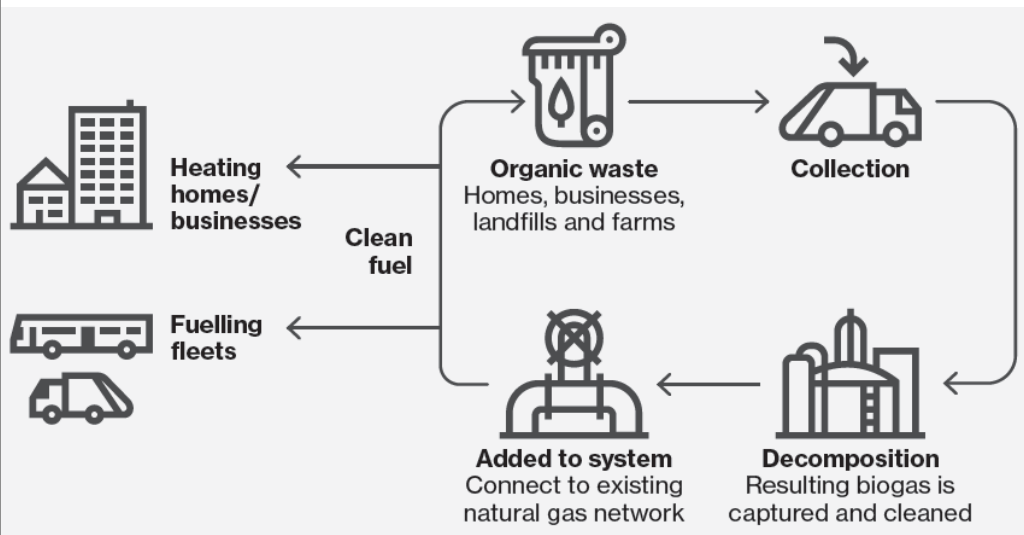 Organic waste
Homes, businesses,
landfills and farms
Collection
Decomposition
Resulting biogas is
captured and cleaned
Added to system
Connect to existing
natural gas network
Clean
fuel
Heating
homes/
businesses
Fuelling
fleets